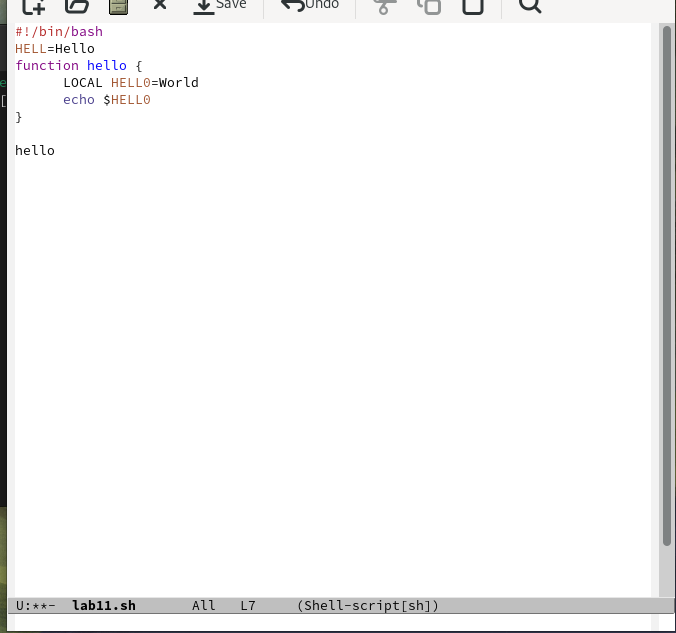 Save Undo
#!/bin/bash
HELL=Hello
function hello {
LOCAL HELL0=World
echo $HELL0
}
hello
U:**- lab11.sh All L7 (Shell-script[sh])